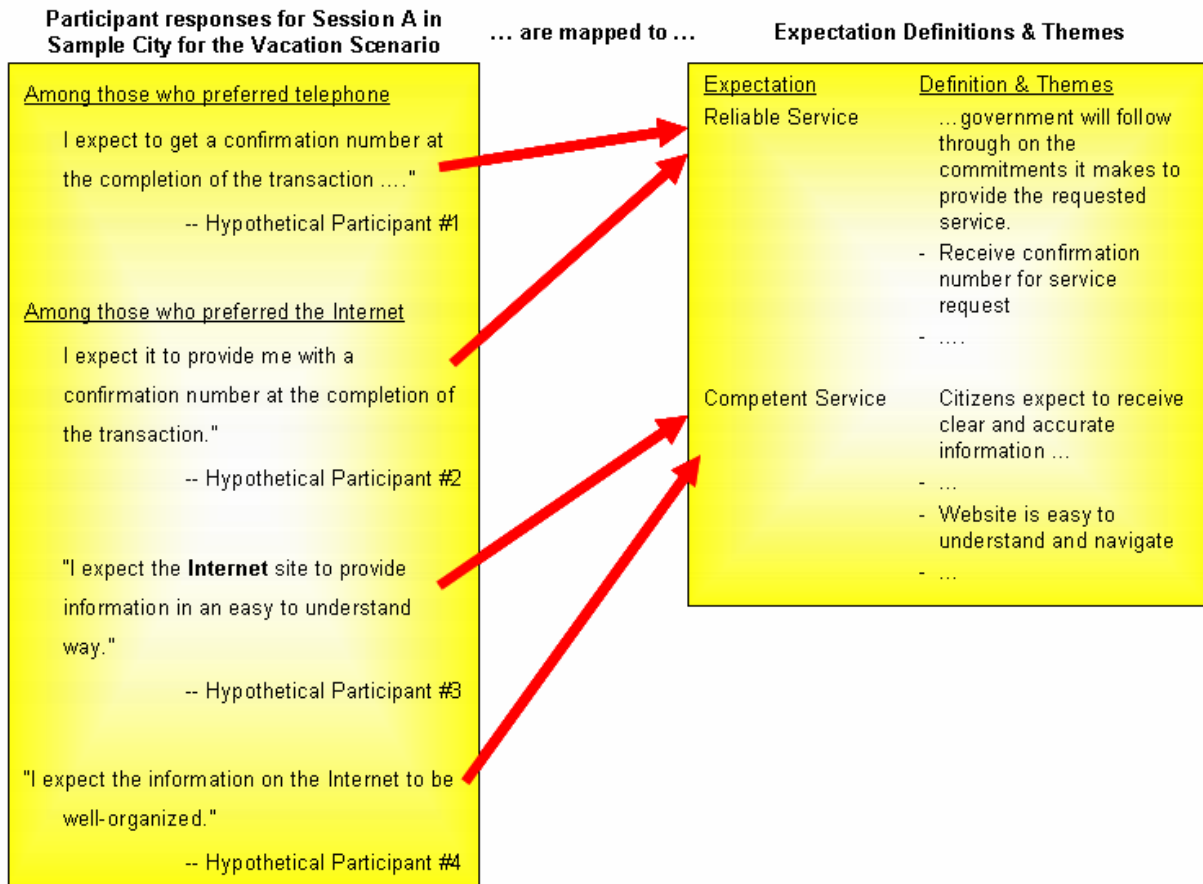 Participant responses for Session A in
Sample City for the Vacation Scenario
… are mapped to …
Expectation Definitions & Themes
Among those who preferred telephone
I expect to get a confirmation number at
the completion of the transaction …."
-- Hypothetical Participant #1
Among those who preferred the Internet
I expect it to provide me with a
confirmation number at the completion of
the transaction."
-- Hypothetical Participant #2
"I expect the Internet site to provide
information in an easy to understand
way."
-- Hypothetical Participant #3
"I expect the information on the Internet to be
well-organized."
-- Hypothetical Participant #4
Expectation
Definition & Themes
Reliable Service
… government will follow
through on the
commitments it makes to
provide the requested
service.
- Receive confirmation
number for service
request
- ….
Competent Service
Citizens expect to receive
clear and accurate
information …
- …
- Website is easy to
understand and navigate
- …